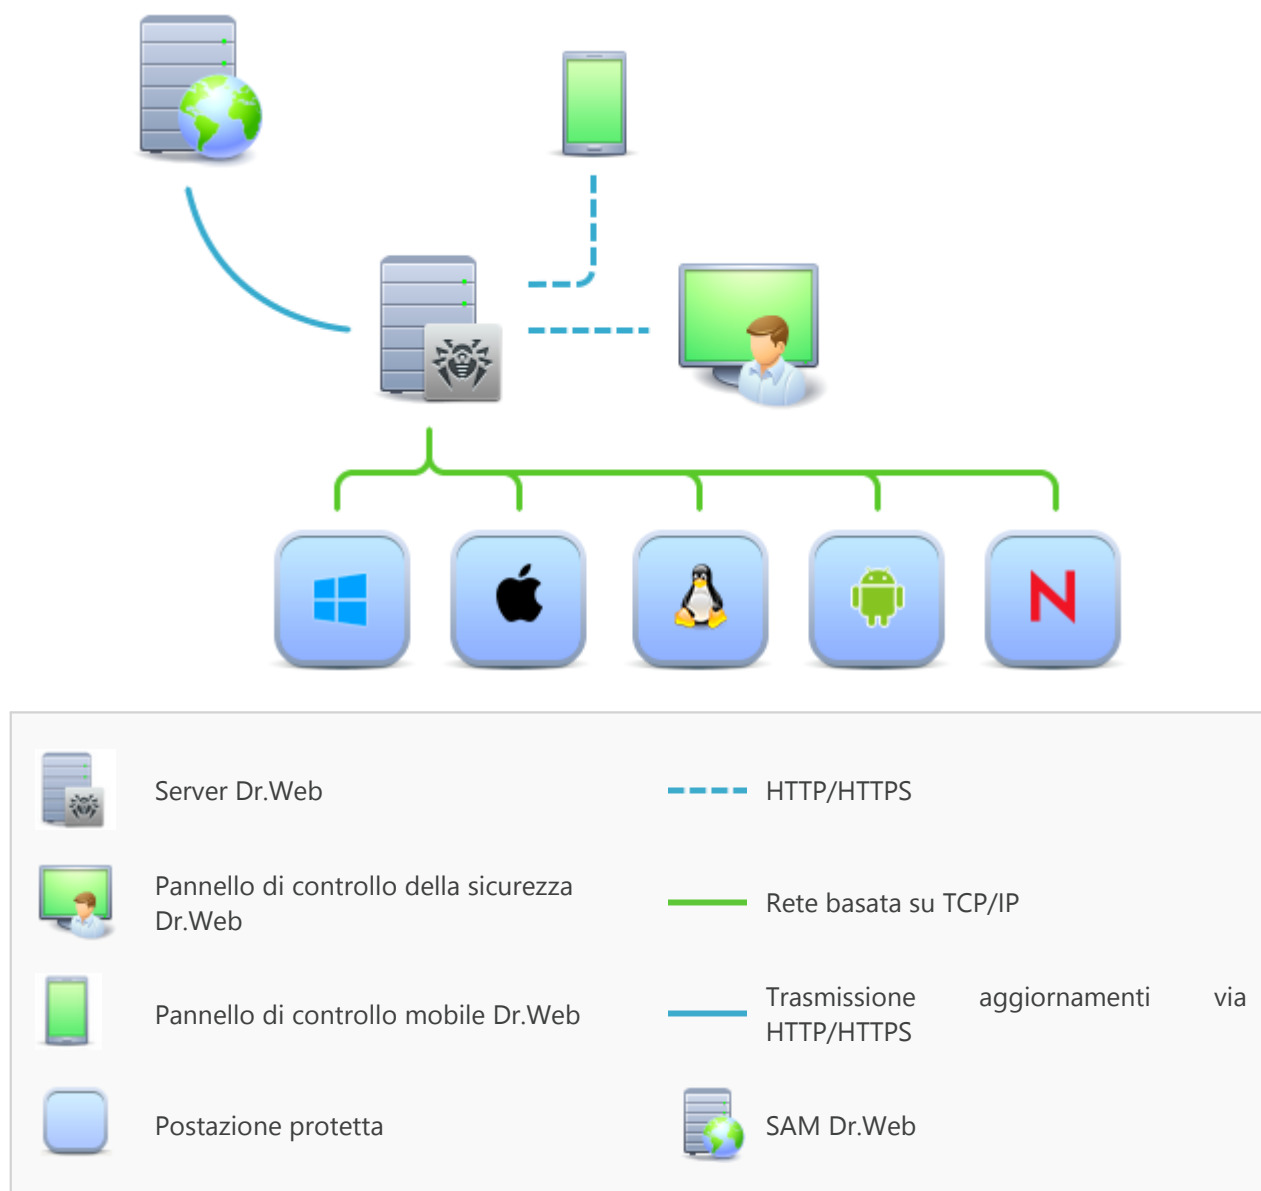 Server Dr.Web
HTTP/HTTPS
Pannello di controllo della sicurezza
Dr.Web
Rete basata su TCP/IP
Pannello di controllo mobile Dr.Web
Trasmissione aggiornamenti via
HTTP/HTTPS
Postazione protetta
SAM Dr.Web